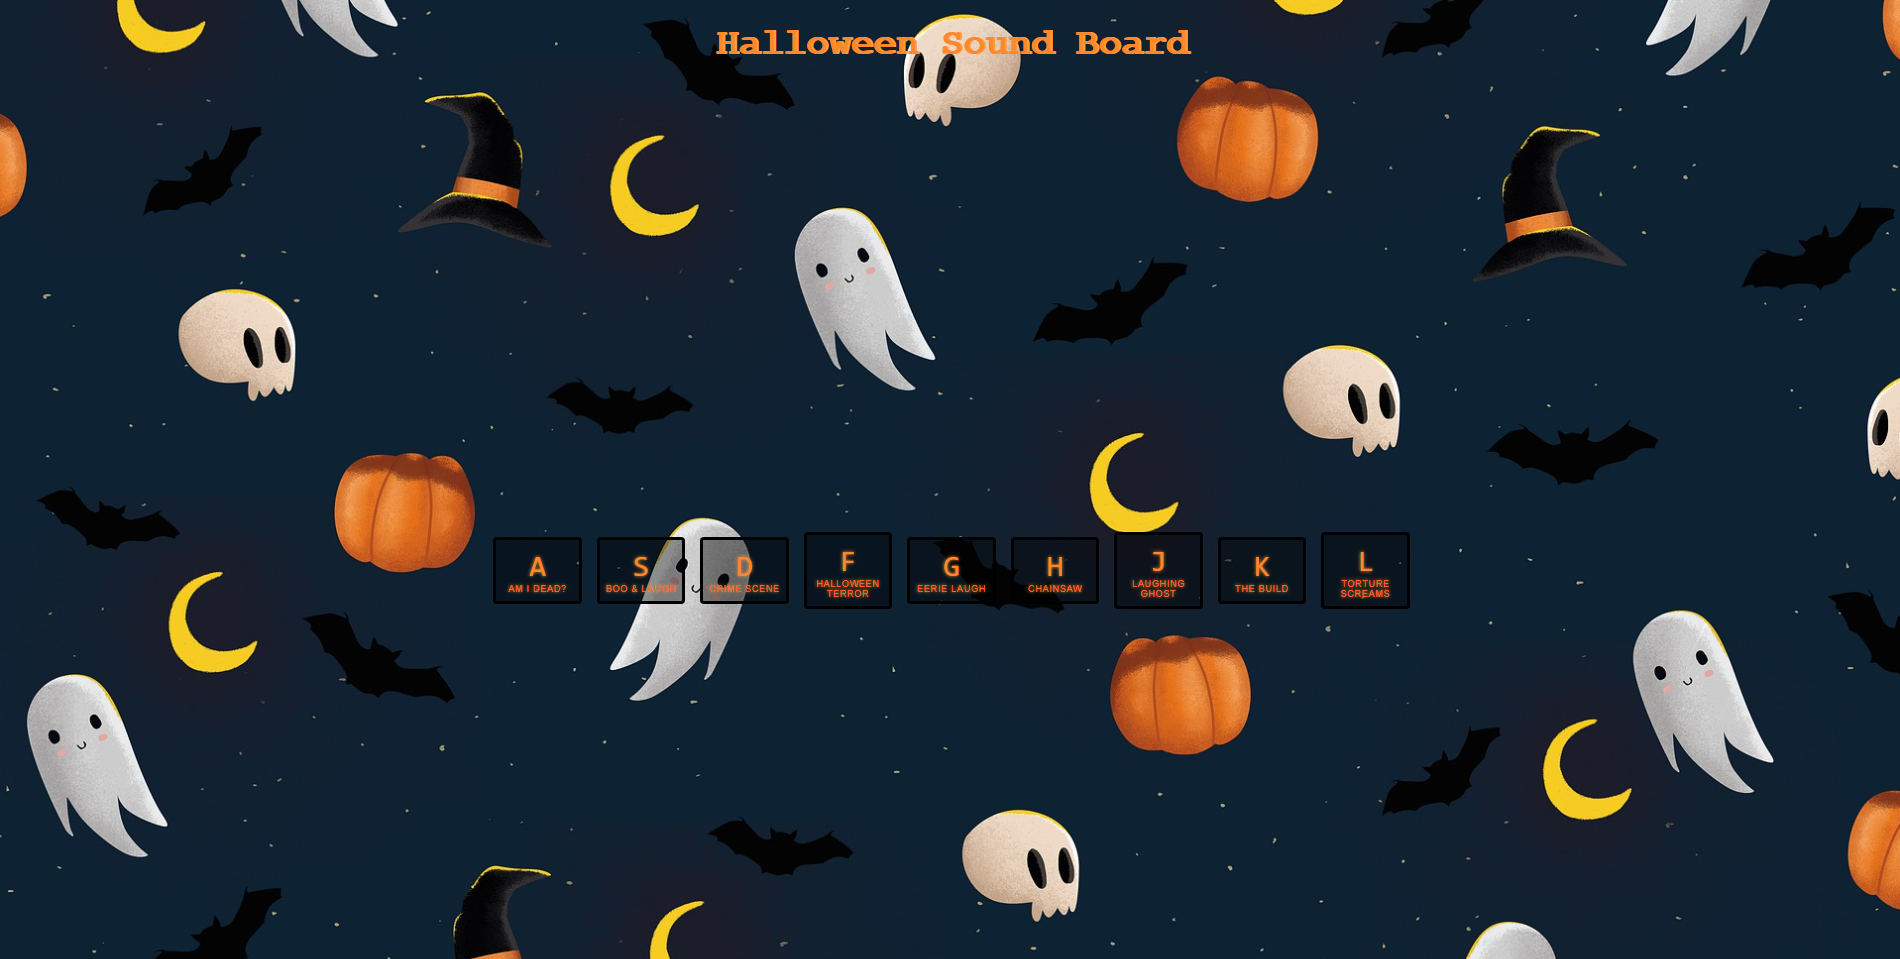 Halloween Sound Board
A
AM I DEAD?
S
BOO & LAUGH
D
CRIME SCENE
F
HALLOWEEN
TERROR
G
EERIE LAUGH
H
CHAINSAW
J
LAUGHING
GHOST
K
THE BUILD
L
TORTURE
SCREAMS